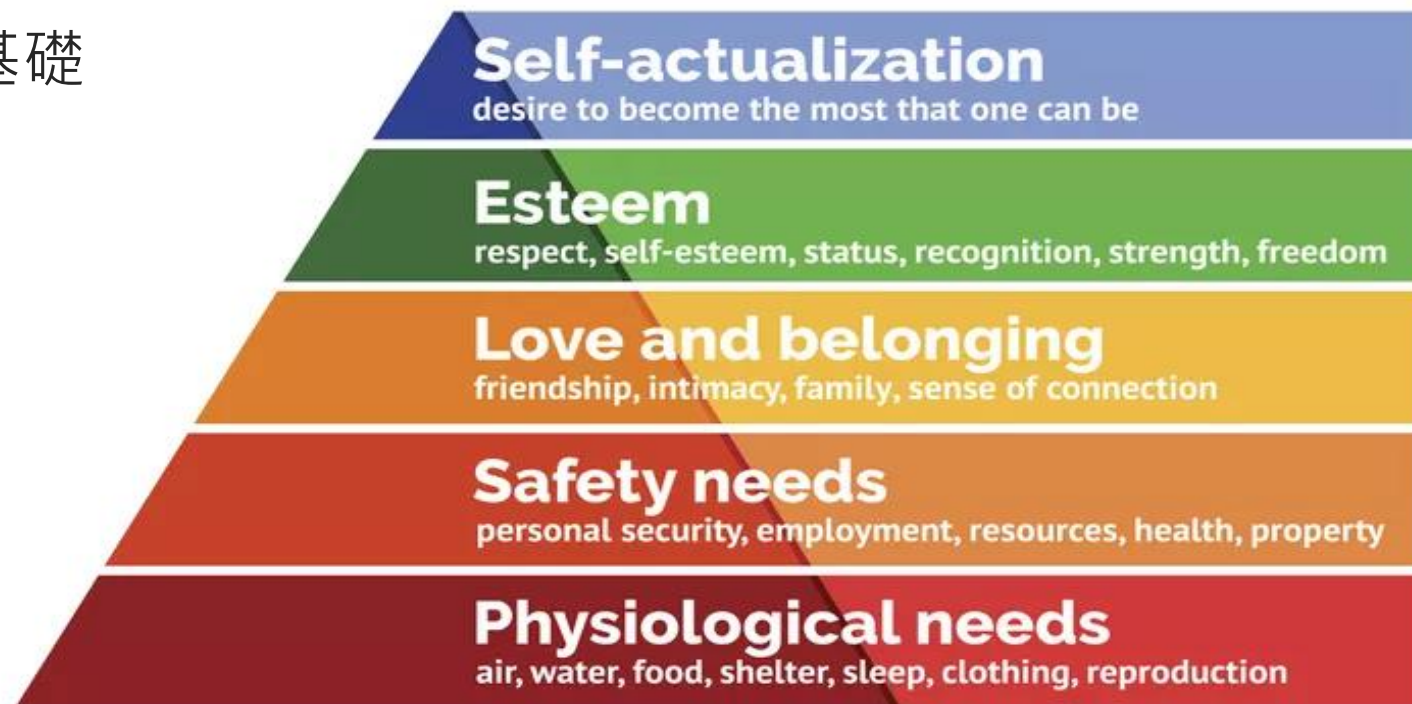 基礎
Self-actualization
desire to become the most that one can be
Esteem
respect, self-esteem, status, recognition, strength, freedom
Love and belonging
friendship, intimacy, family, sense of connection
Safety needs
personal security, employment, resources, health, property
Physiological needs
air, water, food, shelter, sleep, clothing, reproduction